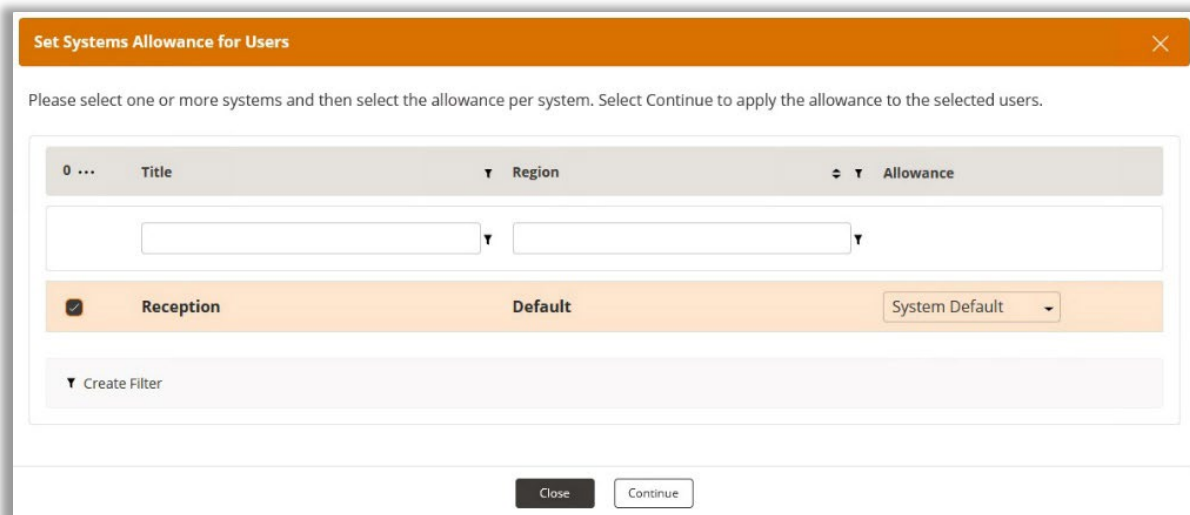 Set Systems Allowance for Users
Please select one or more systems and then select the allowance per system. Select Continue to apply the allowance to the selected users.
0 ... Title Region Allowance
Reception Default System Default
Create Filter
Close Continue